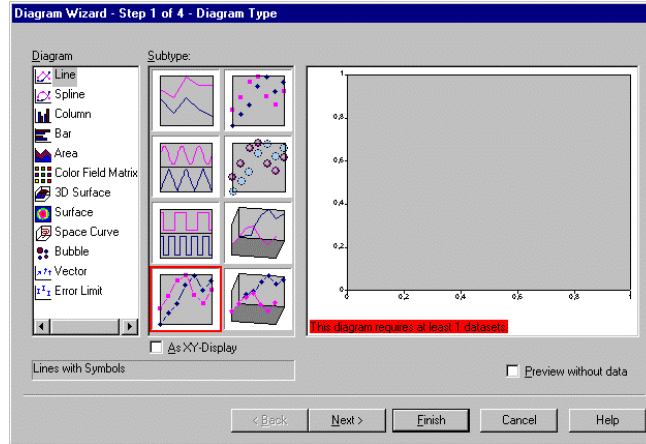 Diagram Wizard - Step 1 of 4 - Diagram Type
Diagram
Subtype:
Line
Spline
Column
Bar
Area
Color Field Matrix
3D Surface
Surface
Space Curve
Bubble
Vector
Error Limit
1
0,8
0,6
0,4
0,2
0
0
0,2
0,4
0,6
0,8
1
This diagram requires at least 1 datasets.
As XY-Display
Lines with Symbols
Preview without data
< Back
Next >
Finish
Cancel
Help